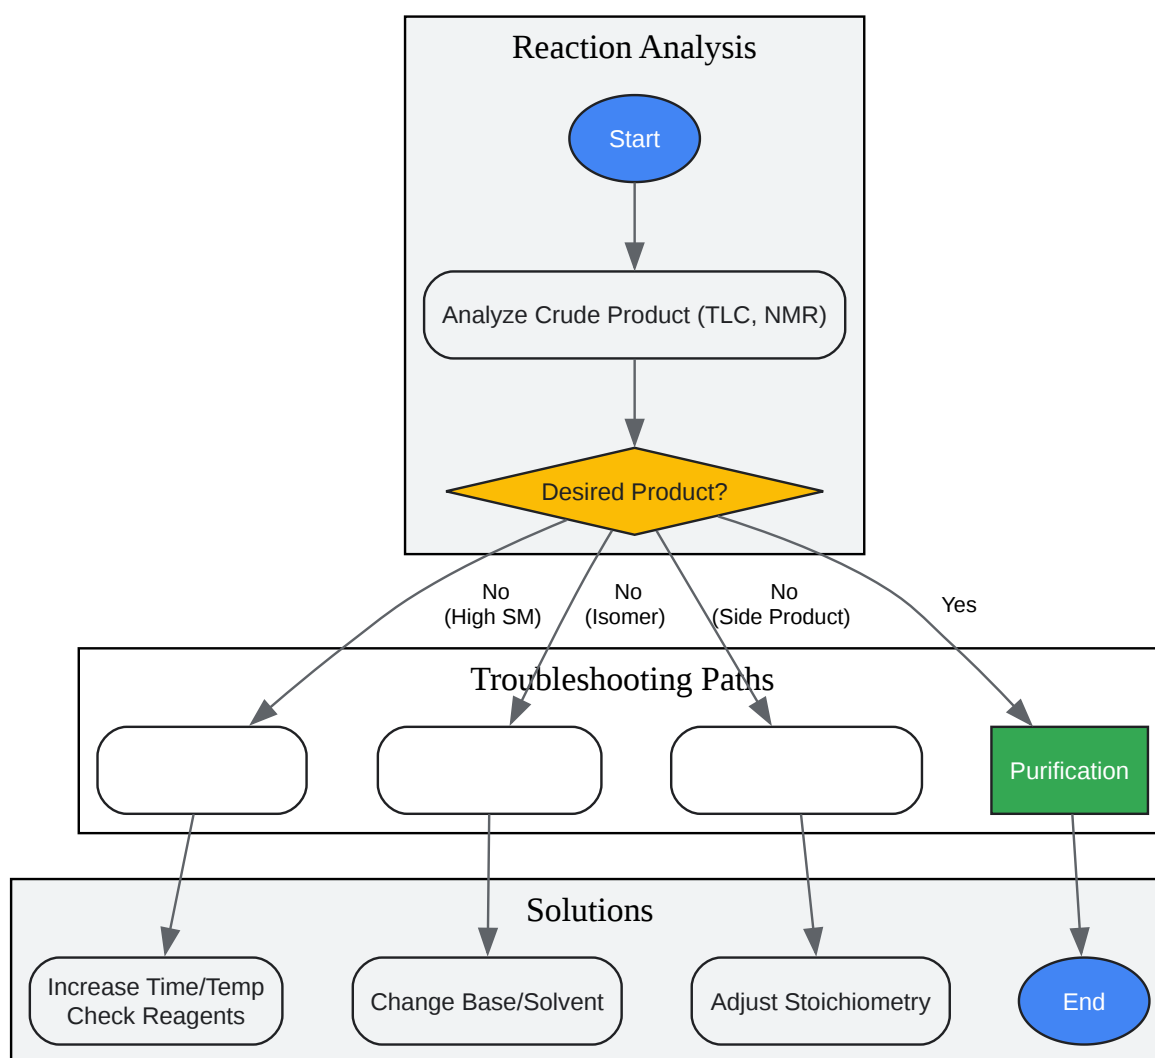 Reaction Analysis
Start
Analyze Crude Product (TLC, NMR)
Desired Product?
No
(High SM)
No
(Isomer)
No
(Side Product)
Yes
Troubleshooting Paths
Purification
Solutions
Increase Time/Temp
Check Reagents
Change Base/Solvent
Adjust Stoichiometry
End